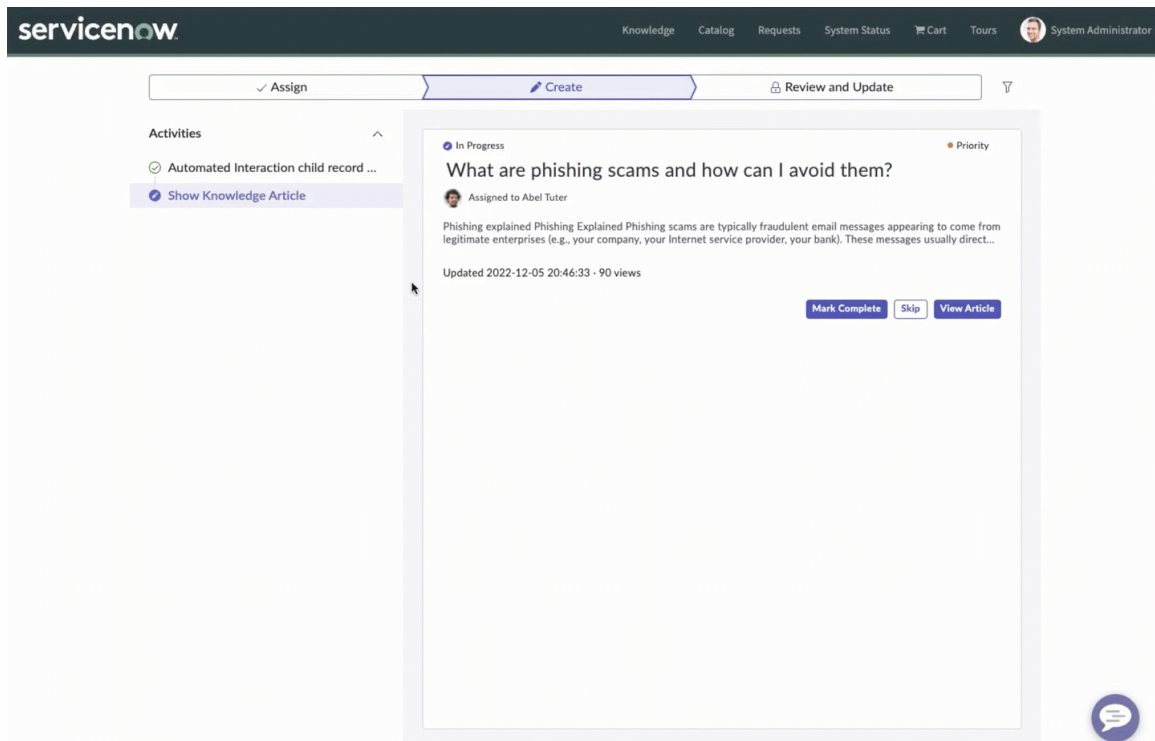 servicenow
Knowledge
Catalog
Requests
System Status
Cart
Tours
System Administrator
Assign
Create
Review and Update
Activities
Automated Interaction child record ...
Show Knowledge Article
In Progress
Priority
What are phishing scams and how can I avoid them?
Assigned to Abel Tuter
Phishing explained Phishing Explained Phishing scams are typically fraudulent email messages appearing to come from
legitimate enterprises (e.g., your company, your Internet service provider, your bank). These messages usually direct...
Updated 2022-12-05 20:46:33 · 90 views
Mark Complete
Skip
View Article